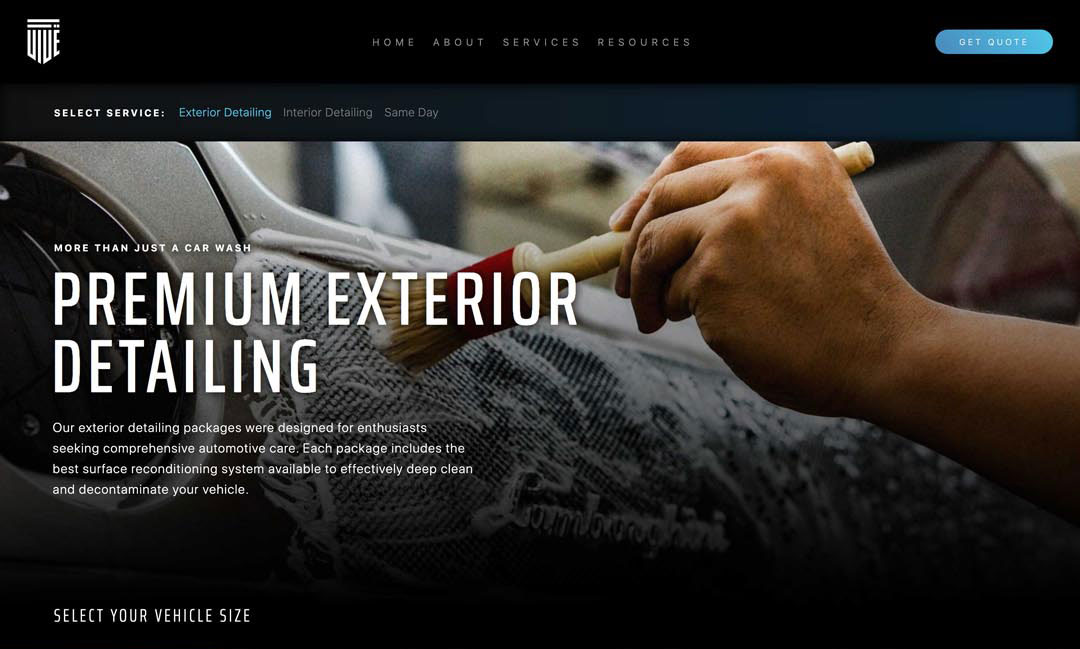 HOME ABOUT SERVICES RESOURCES
GET QUOTE
SELECT SERVICE: Exterior Detailing Interior Detailing Same Day
MORE THAN JUST A CAR WASH
PREMIUM EXTERIOR
DETAILING
Our exterior detailing packages were designed for enthusiasts
seeking comprehensive automotive care. Each package includes the
best surface reconditioning system available to effectively deep clean
and decontaminate your vehicle.
Lamborghini
SELECT YOUR VEHICLE SIZE